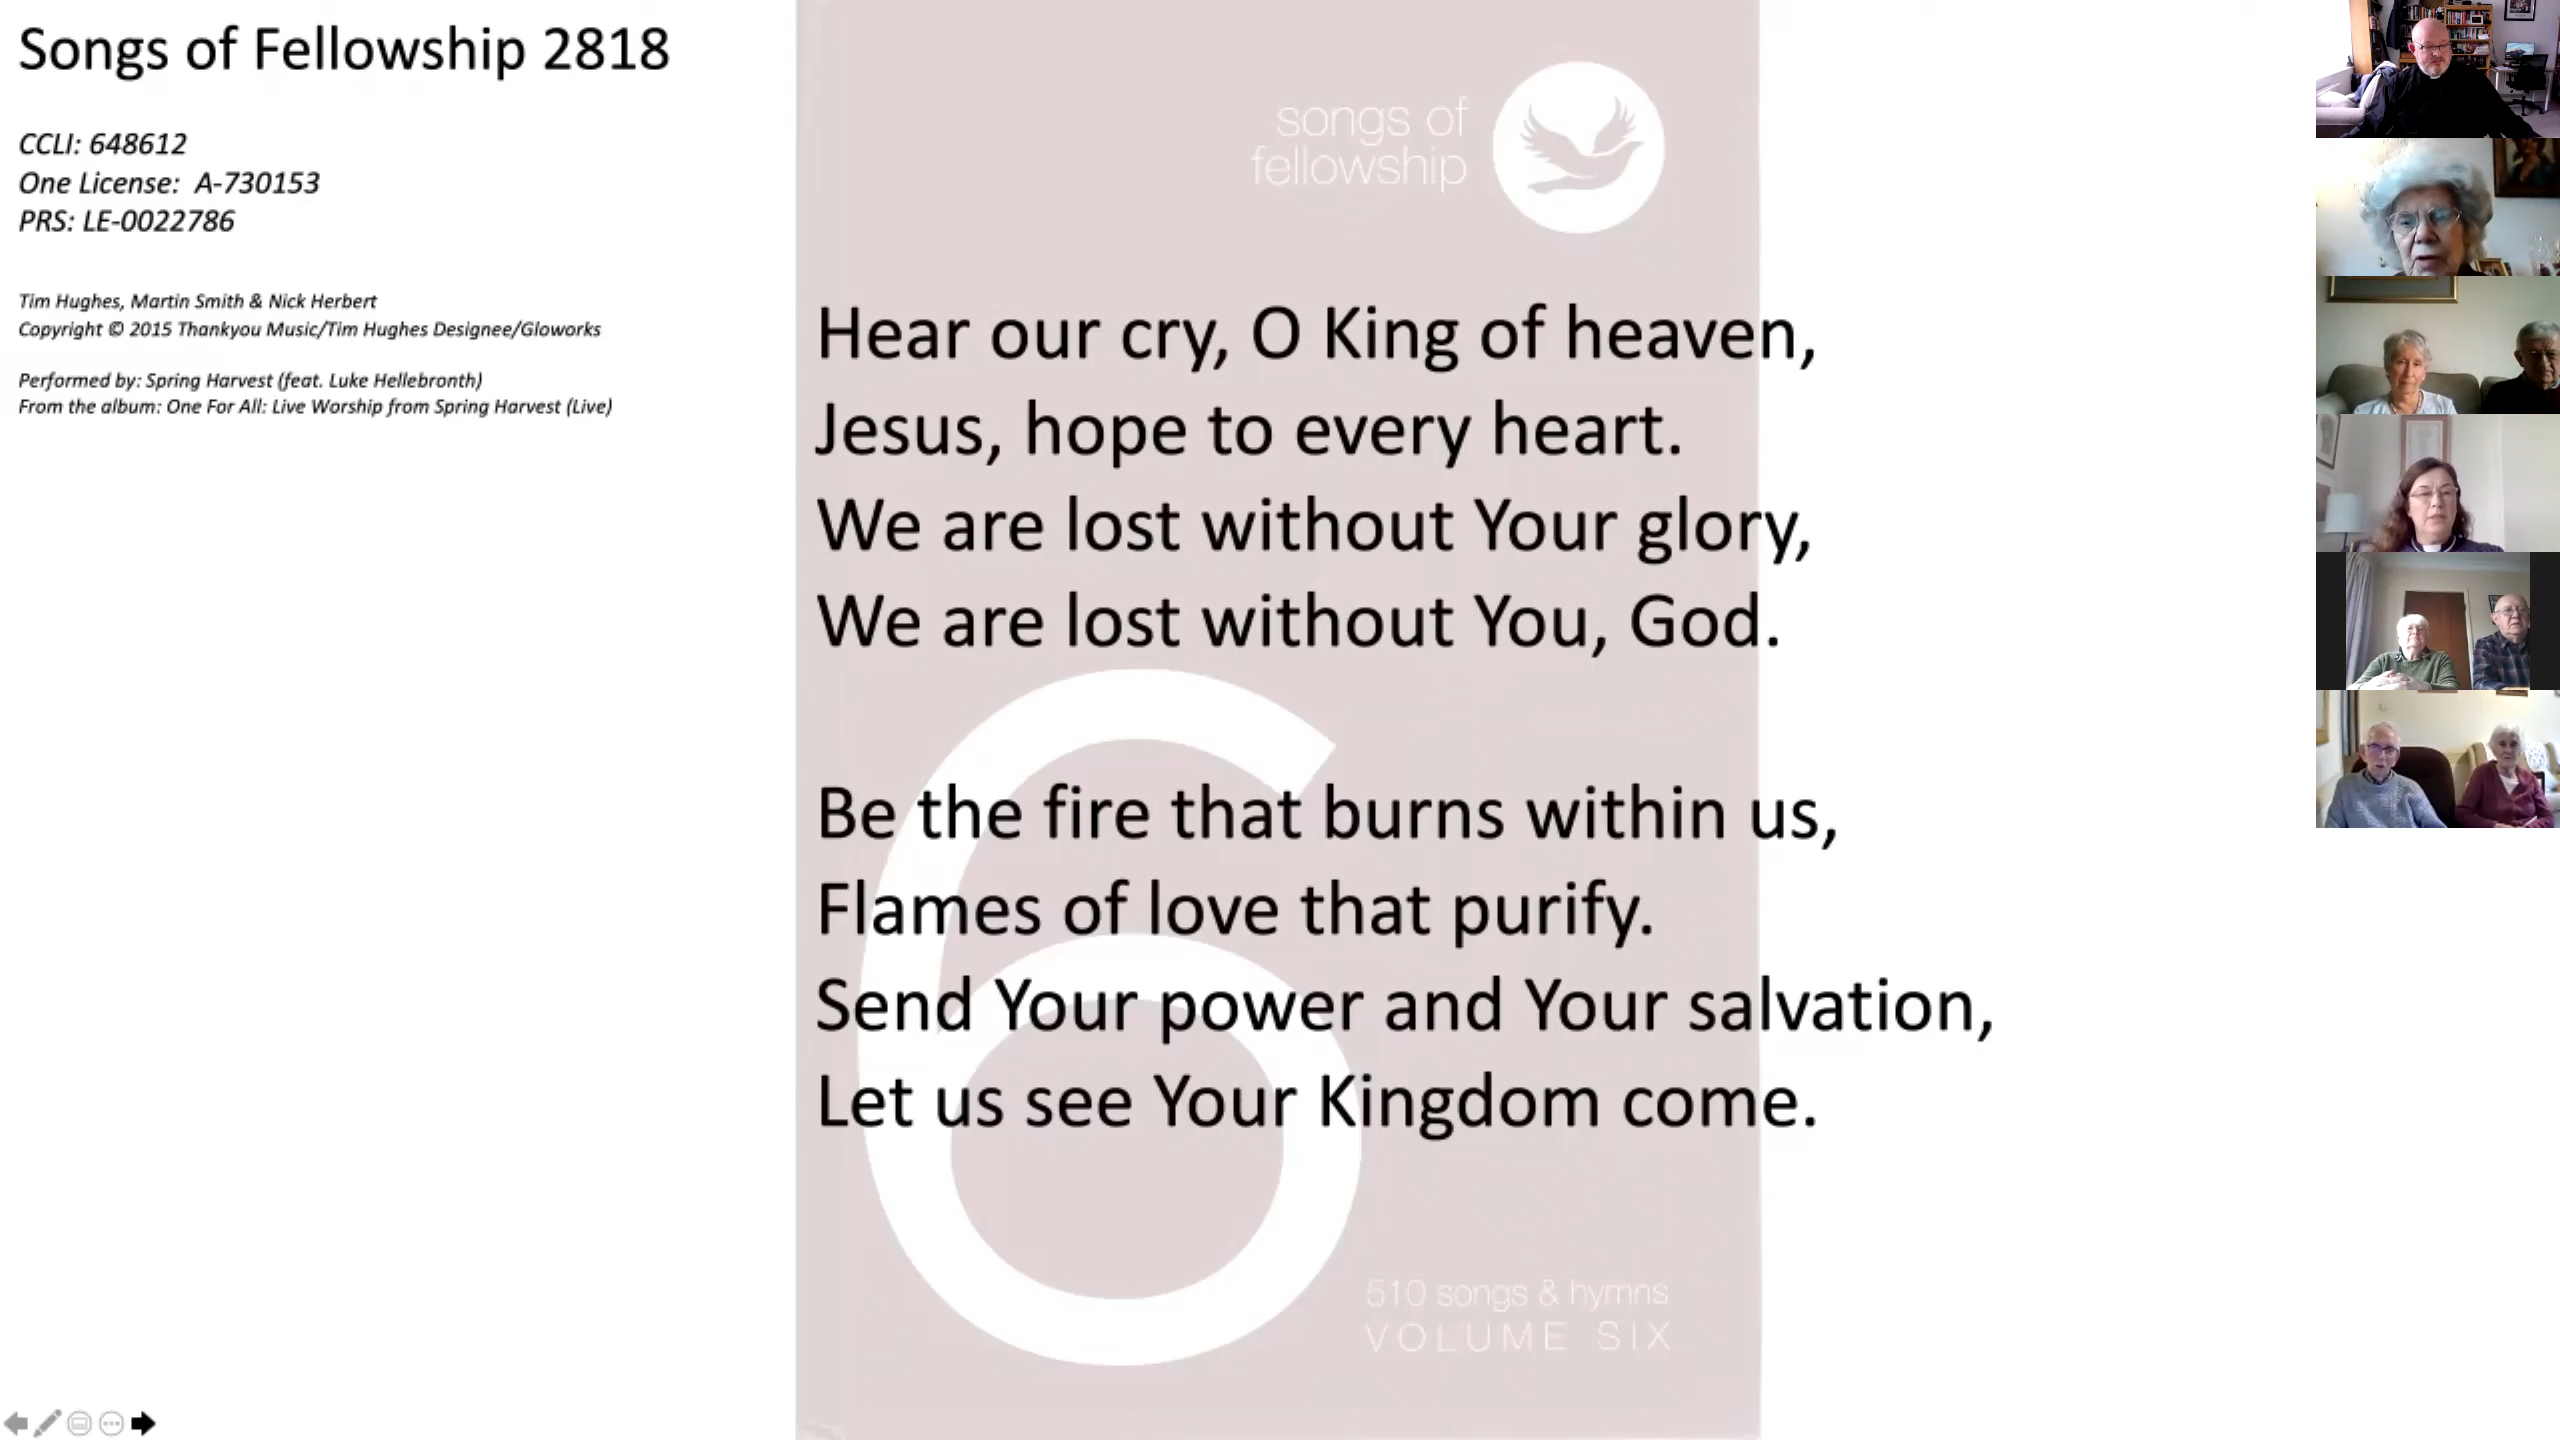 Songs of Fellowship 2818
CCLI: 648612
One License: A-730153
PRS: LE-0022786
Tim Hughes, Martin Smith & Nick Herbert
Copyright © 2015 Thankyou Music/Tim Hughes Designee/Gloworks
Performed by: Spring Harvest (feat. Luke Hellebronth)
From the album: One For All: Live Worship from Spring Harvest (Live)
songs of
fellowship
Hear our cry, O King of heaven,
Jesus, hope to every heart.
We are lost without Your glory,
We are lost without You, God.
Be the fire that burns within us,
Flames of love that purify.
Send Your power and Your salvation,
Let us see Your Kingdom come.
6
510 songs & hymns
VOLUME SIX